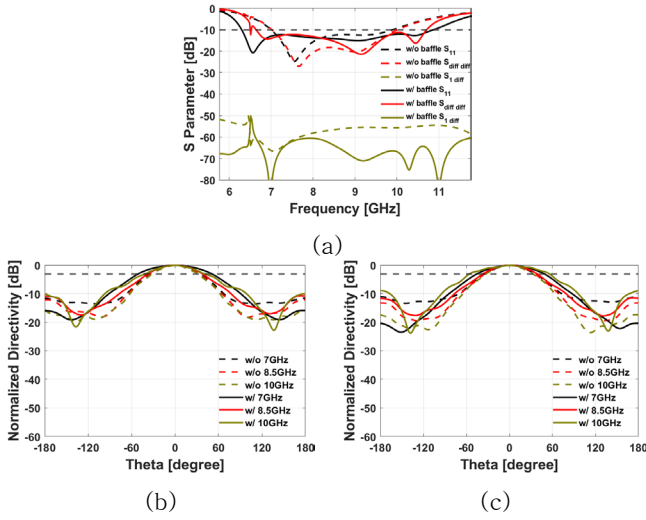 0
-10
-20
-30
-40
-50
-60
-70
-80
S Parameter [dB]
w/o baffle S11
w/o baffle Sdiff diff
w/o baffle S1 diff
w/ baffle S11
w/ baffle Sdiff diff
w/ baffle S1 diff
6 7 8 9 10 11
Frequency [GHz]
(a)
0
-10
-20
-30
-40
-50
-60
Normalized Directivity [dB]
w/o 7GHz
w/o 8.5GHz
w/o 10GHz
w/ 7GHz
w/ 8.5GHz
w/ 10GHz
-180 -120 -60 0 60 120 180
Theta [degree]
(b)
0
-10
-20
-30
-40
-50
-60
Normalized Directivity [dB]
w/o 7GHz
w/o 8.5GHz
w/o 10GHz
w/ 7GHz
w/ 8.5GHz
w/ 10GHz
-180 -120 -60 0 60 120 180
Theta [degree]
(c)